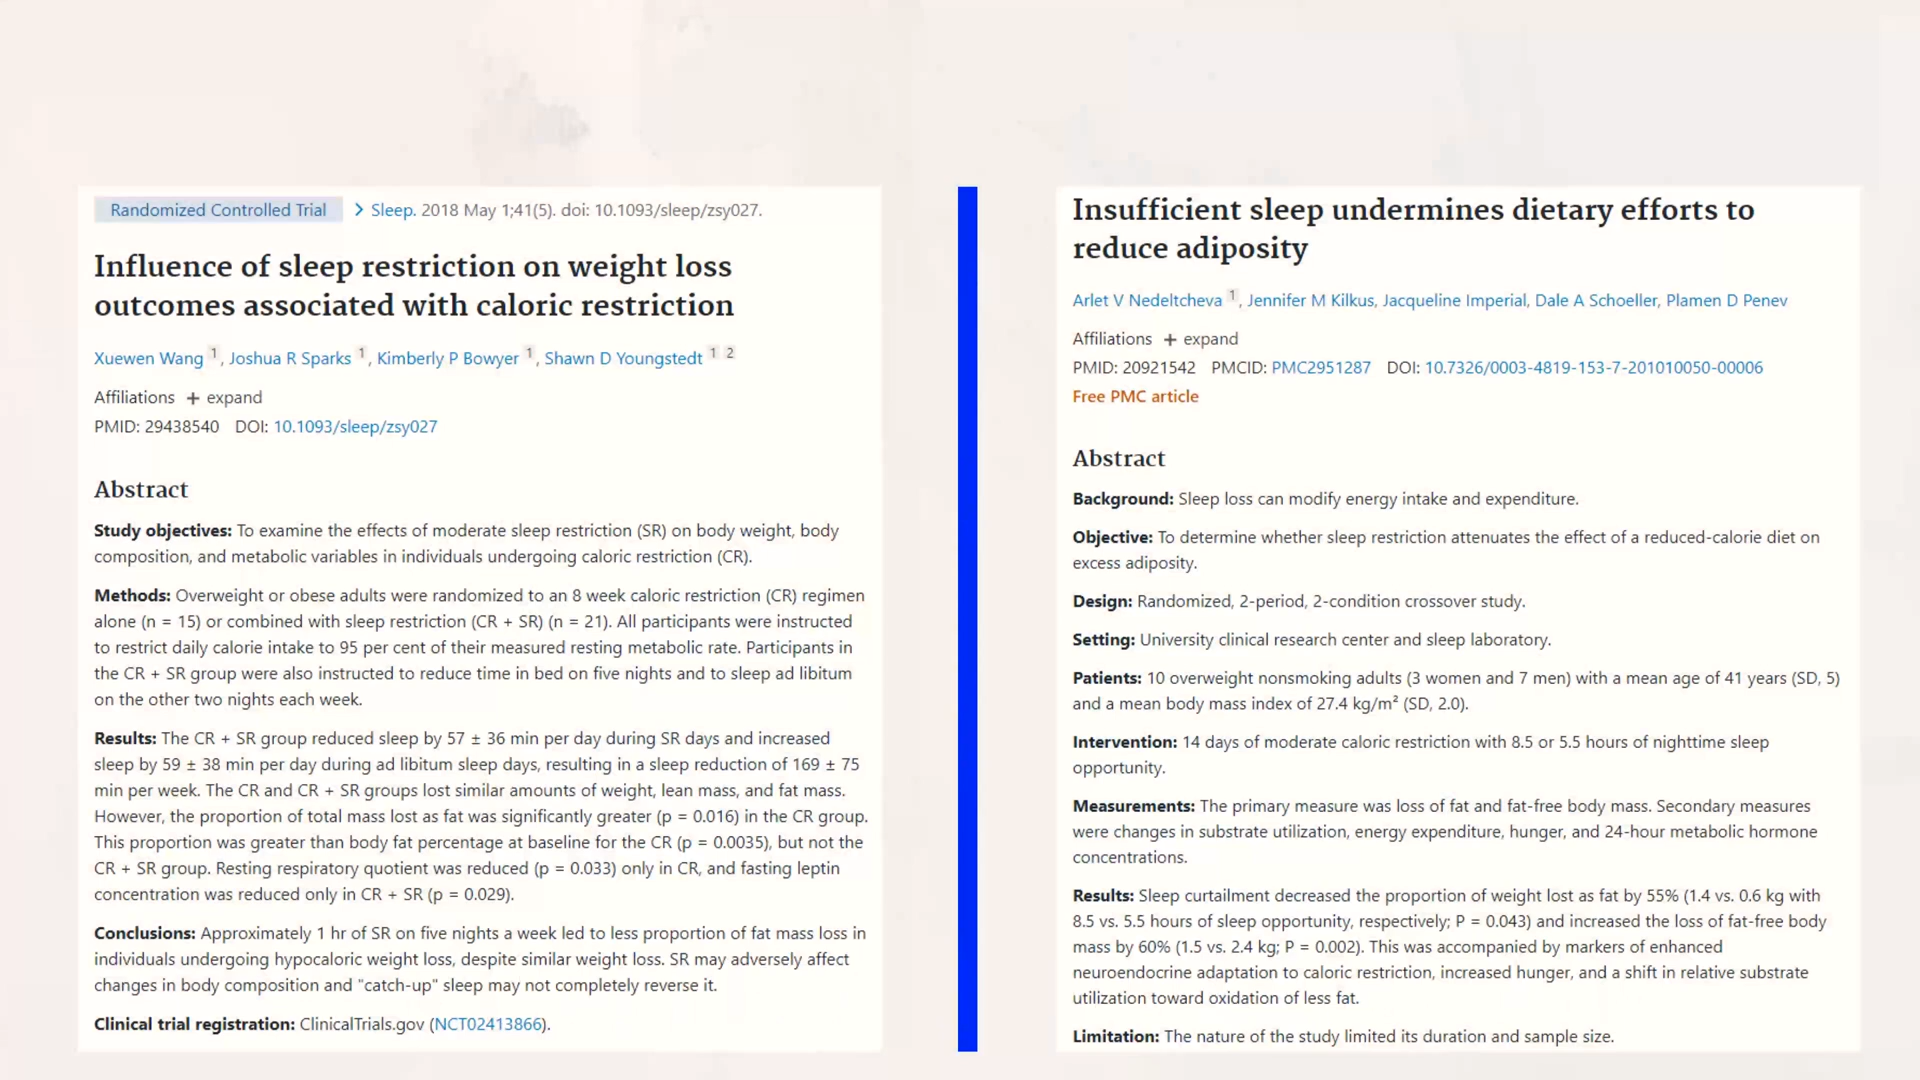 Randomized Controlled Trial > Sleep. 2018 May 1;41(5). doi: 10.1093/sleep/zsy027.
Influence of sleep restriction on weight loss
outcomes associated with caloric restriction
Xuewen Wang 1, Joshua R Sparks 1, Kimberly P Bowyer 1, Shawn D Youngstedt 1 2
Affiliations + expand
PMID: 29438540 DOI: 10.1093/sleep/zsy027
Abstract
Study objectives: To examine the effects of moderate sleep restriction (SR) on body weight, body
composition, and metabolic variables in individuals undergoing caloric restriction (CR).
Methods: Overweight or obese adults were randomized to an 8 week caloric restriction (CR) regimen
alone (n = 15) or combined with sleep restriction (CR + SR) (n = 21). All participants were instructed
to restrict daily calorie intake to 95 per cent of their measured resting metabolic rate. Participants in
the CR + SR group were also instructed to reduce time in bed on five nights and to sleep ad libitum
on the other two nights each week.
Results: The CR + SR group reduced sleep by 57 ± 36 min per day during SR days and increased
sleep by 59 ± 38 min per day during ad libitum sleep days, resulting in a sleep reduction of 169 ± 75
min per week. The CR and CR + SR groups lost similar amounts of weight, lean mass, and fat mass.
However, the proportion of total mass lost as fat was significantly greater (p = 0.016) in the CR group.
This proportion was greater than body fat percentage at baseline for the CR (p = 0.0035), but not the
CR + SR group. Resting respiratory quotient was reduced (p = 0.033) only in CR, and fasting leptin
concentration was reduced only in CR + SR (p = 0.029).
Conclusions: Approximately 1 hr of SR on five nights a week led to less proportion of fat mass loss in
individuals undergoing hypocaloric weight loss, despite similar weight loss. SR may adversely affect
changes in body composition and "catch-up" sleep may not completely reverse it.
Clinical trial registration: ClinicalTrials.gov (NCT02413866).
Insufficient sleep undermines dietary efforts to
reduce adiposity
Arlet V Nedeltcheva 1, Jennifer M Kilkus, Jacqueline Imperial, Dale A Schoeller, Plamen D Penev
Affiliations + expand
PMID: 20921542 PMCID: PMC2951287 DOI: 10.7326/0003-4819-153-7-201010050-00006
Free PMC article
Abstract
Background: Sleep loss can modify energy intake and expenditure.
Objective: To determine whether sleep restriction attenuates the effect of a reduced-calorie diet on
excess adiposity.
Design: Randomized, 2-period, 2-condition crossover study.
Setting: University clinical research center and sleep laboratory.
Patients: 10 overweight nonsmoking adults (3 women and 7 men) with a mean age of 41 years (SD, 5)
and a mean body mass index of 27.4 kg/m² (SD, 2.0).
Intervention: 14 days of moderate caloric restriction with 8.5 or 5.5 hours of nighttime sleep
opportunity.
Measurements: The primary measure was loss of fat and fat-free body mass. Secondary measures
were changes in substrate utilization, energy expenditure, hunger, and 24-hour metabolic hormone
concentrations.
Results: Sleep curtailment decreased the proportion of weight lost as fat by 55% (1.4 vs. 0.6 kg with
8.5 vs. 5.5 hours of sleep opportunity, respectively; P = 0.043) and increased the loss of fat-free body
mass by 60% (1.5 vs. 2.4 kg; P = 0.002). This was accompanied by markers of enhanced
neuroendocrine adaptation to caloric restriction, increased hunger, and a shift in relative substrate
utilization toward oxidation of less fat.
Limitation: The nature of the study limited its duration and sample size.